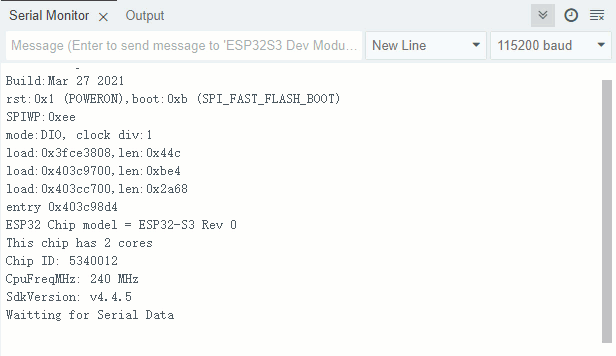 Serial Monitor
Output
Message (Enter to send message to 'ESP32S3 Dev Modu...
New Line
115200 baud
Build:Mar 27 2021
rst:0x1 (POWERON),boot:0xb (SPI_FAST_FLASH_BOOT)
SPIWP:0xee
mode:DIO, clock div:1
load:0x3fce3808,len:0x44c
load:0x403c9700,len:0xbe4
load:0x403cc700,len:0x2a68
entry 0x403c98d4
ESP32 Chip model = ESP32-S3 Rev 0
This chip has 2 cores
Chip ID: 5340012
CpuFreqMHz: 240 MHz
SdkVersion: v4.4.5
Waitting for Serial Data